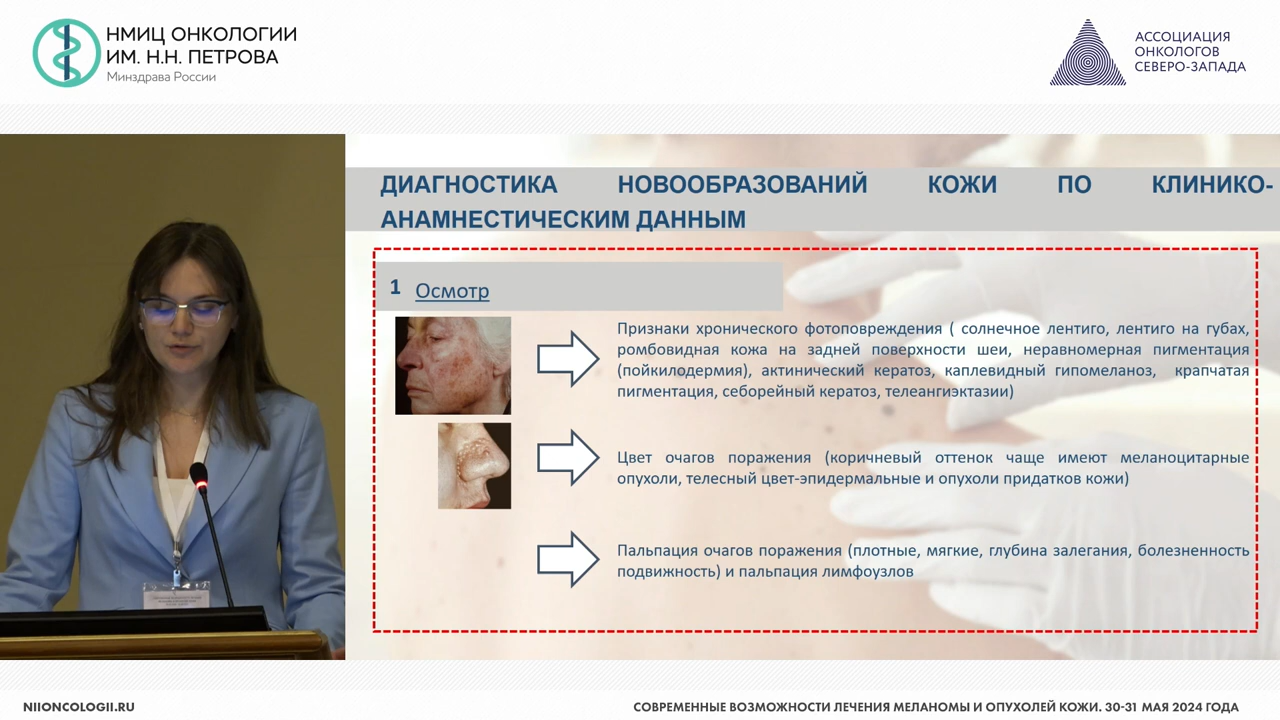 НМИЦ ОНКОЛОГИИ
ИМ. Н.Н. ПЕТРОВА
Минздрава России
АССОЦИАЦИЯ
ОНКОЛОГОВ
СЕВЕРО-ЗАПАДА
ДИАГНОСТИКА НОВООБРАЗОВАНИЙ КОЖИ ПО КЛИНИКО-
АНАМНЕСТИЧЕСКИМ ДАННЫМ
1 Осмотр
Признаки хронического фотоповреждения ( солнечное лентиго, лентиго на губах,
ромбовидная кожа на задней поверхности шеи, неравномерная пигментация
(пойкилодермия), актинический кератоз, каплевидный гипомеланоз, крапчатая
пигментация, себорейный кератоз, телеангиэктазии)
Цвет очагов поражения (коричневый оттенок чаще имеют меланоцитарные
опухоли, телесный цвет-эпидермальные и опухоли придатков кожи)
Пальпация очагов поражения (плотные, мягкие, глубина залегания, болезненность
подвижность) и пальпация лимфоузлов
NIIONCOLOGII.RU
СОВРЕМЕННЫЕ ВОЗМОЖНОСТИ ЛЕЧЕНИЯ МЕЛАНОМЫ И ОПУХОЛЕЙ КОЖИ. 30-31 МАЯ 2024 ГОДА